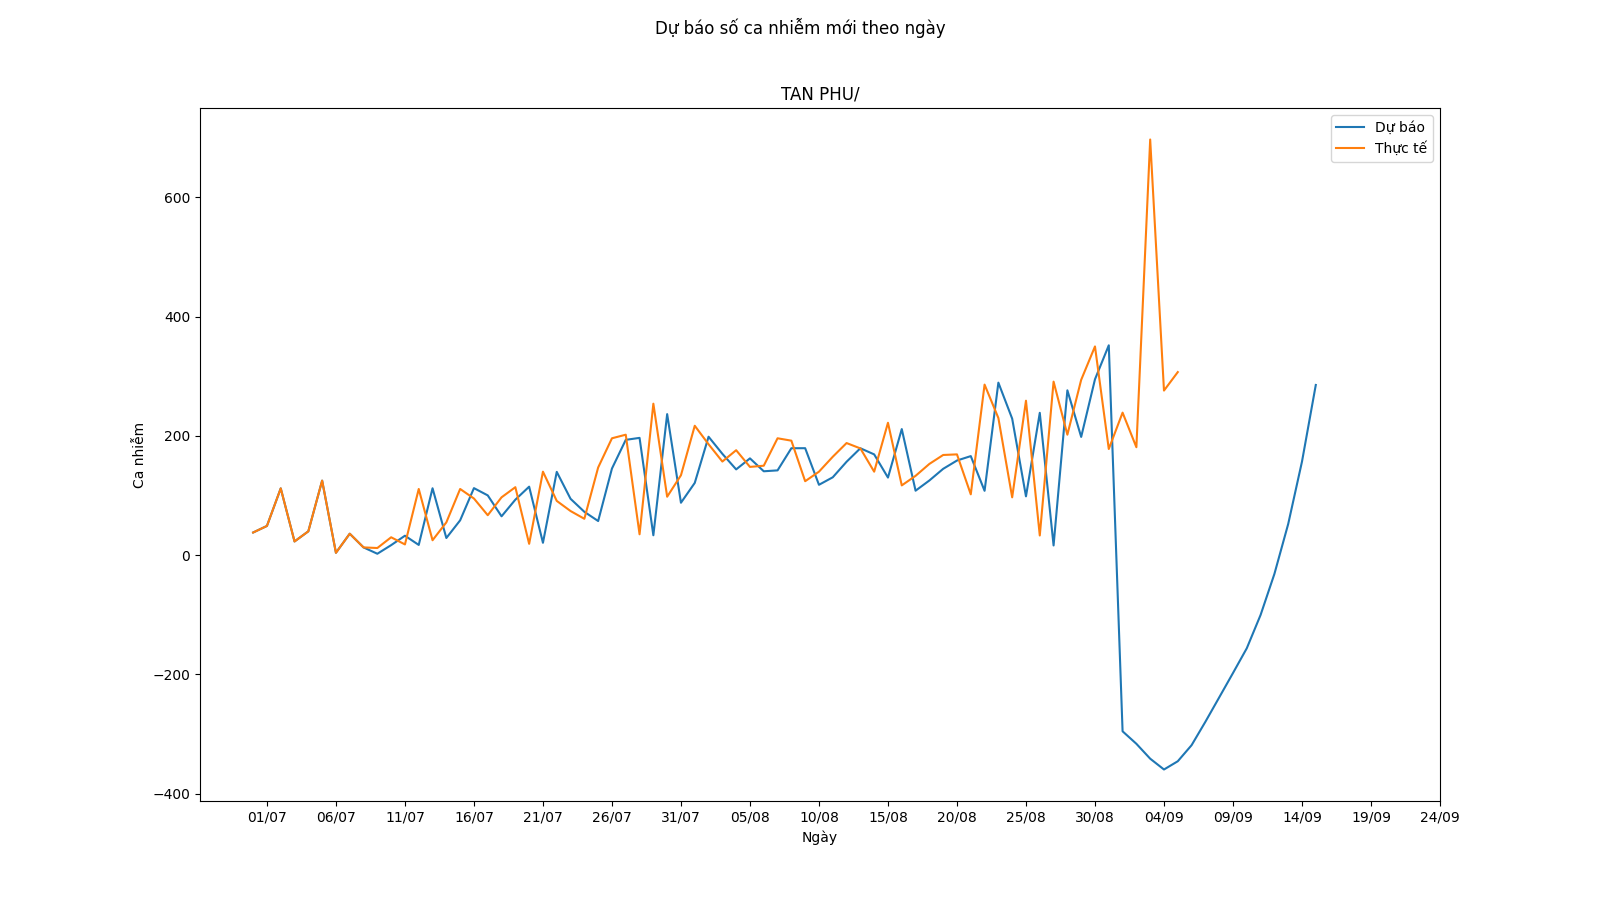 Dự báo số ca nhiễm mới theo ngày
TAN PHU/
Dự báo
Thực tế
600
400
200
0
−200
−400
Ca nhiễm
01/07 06/07 11/07 16/07 21/07 26/07 31/07 05/08 10/08 15/08 20/08 25/08 30/08 04/09 09/09 14/09 19/09 24/09
Ngày